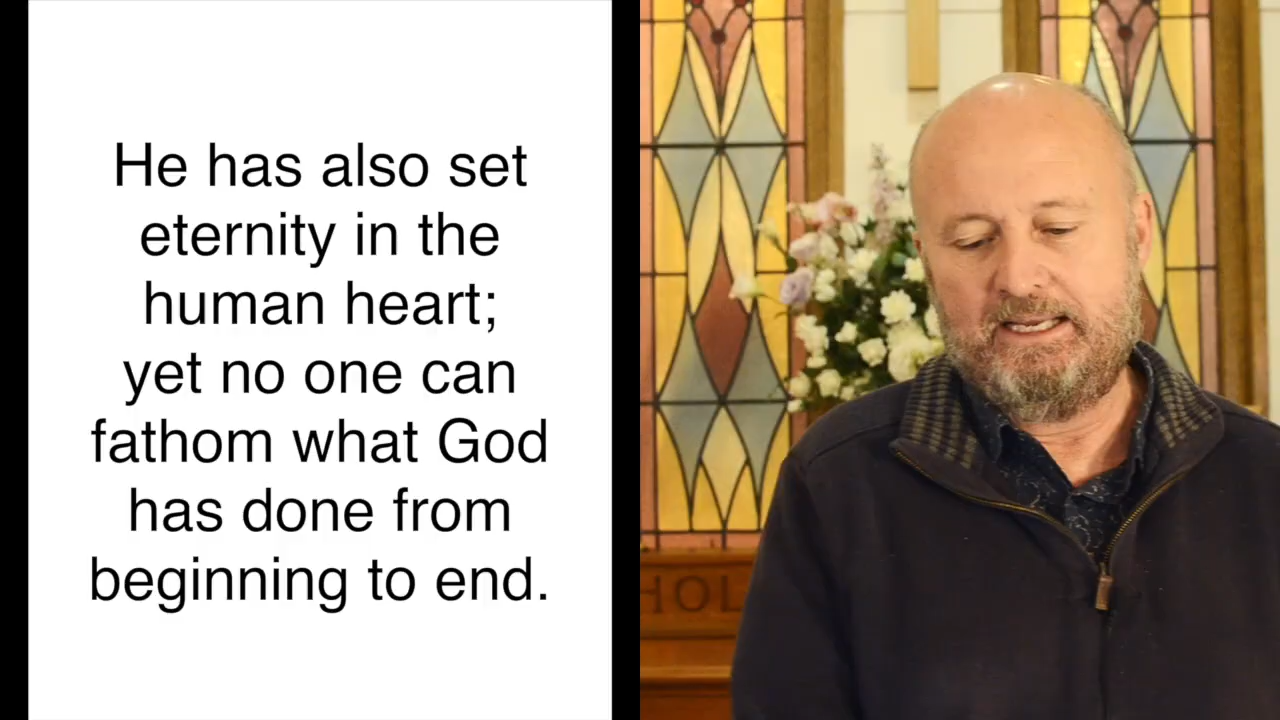 He has also set
eternity in the
human heart;
yet no one can
fathom what God
has done from
beginning to end.
HOL